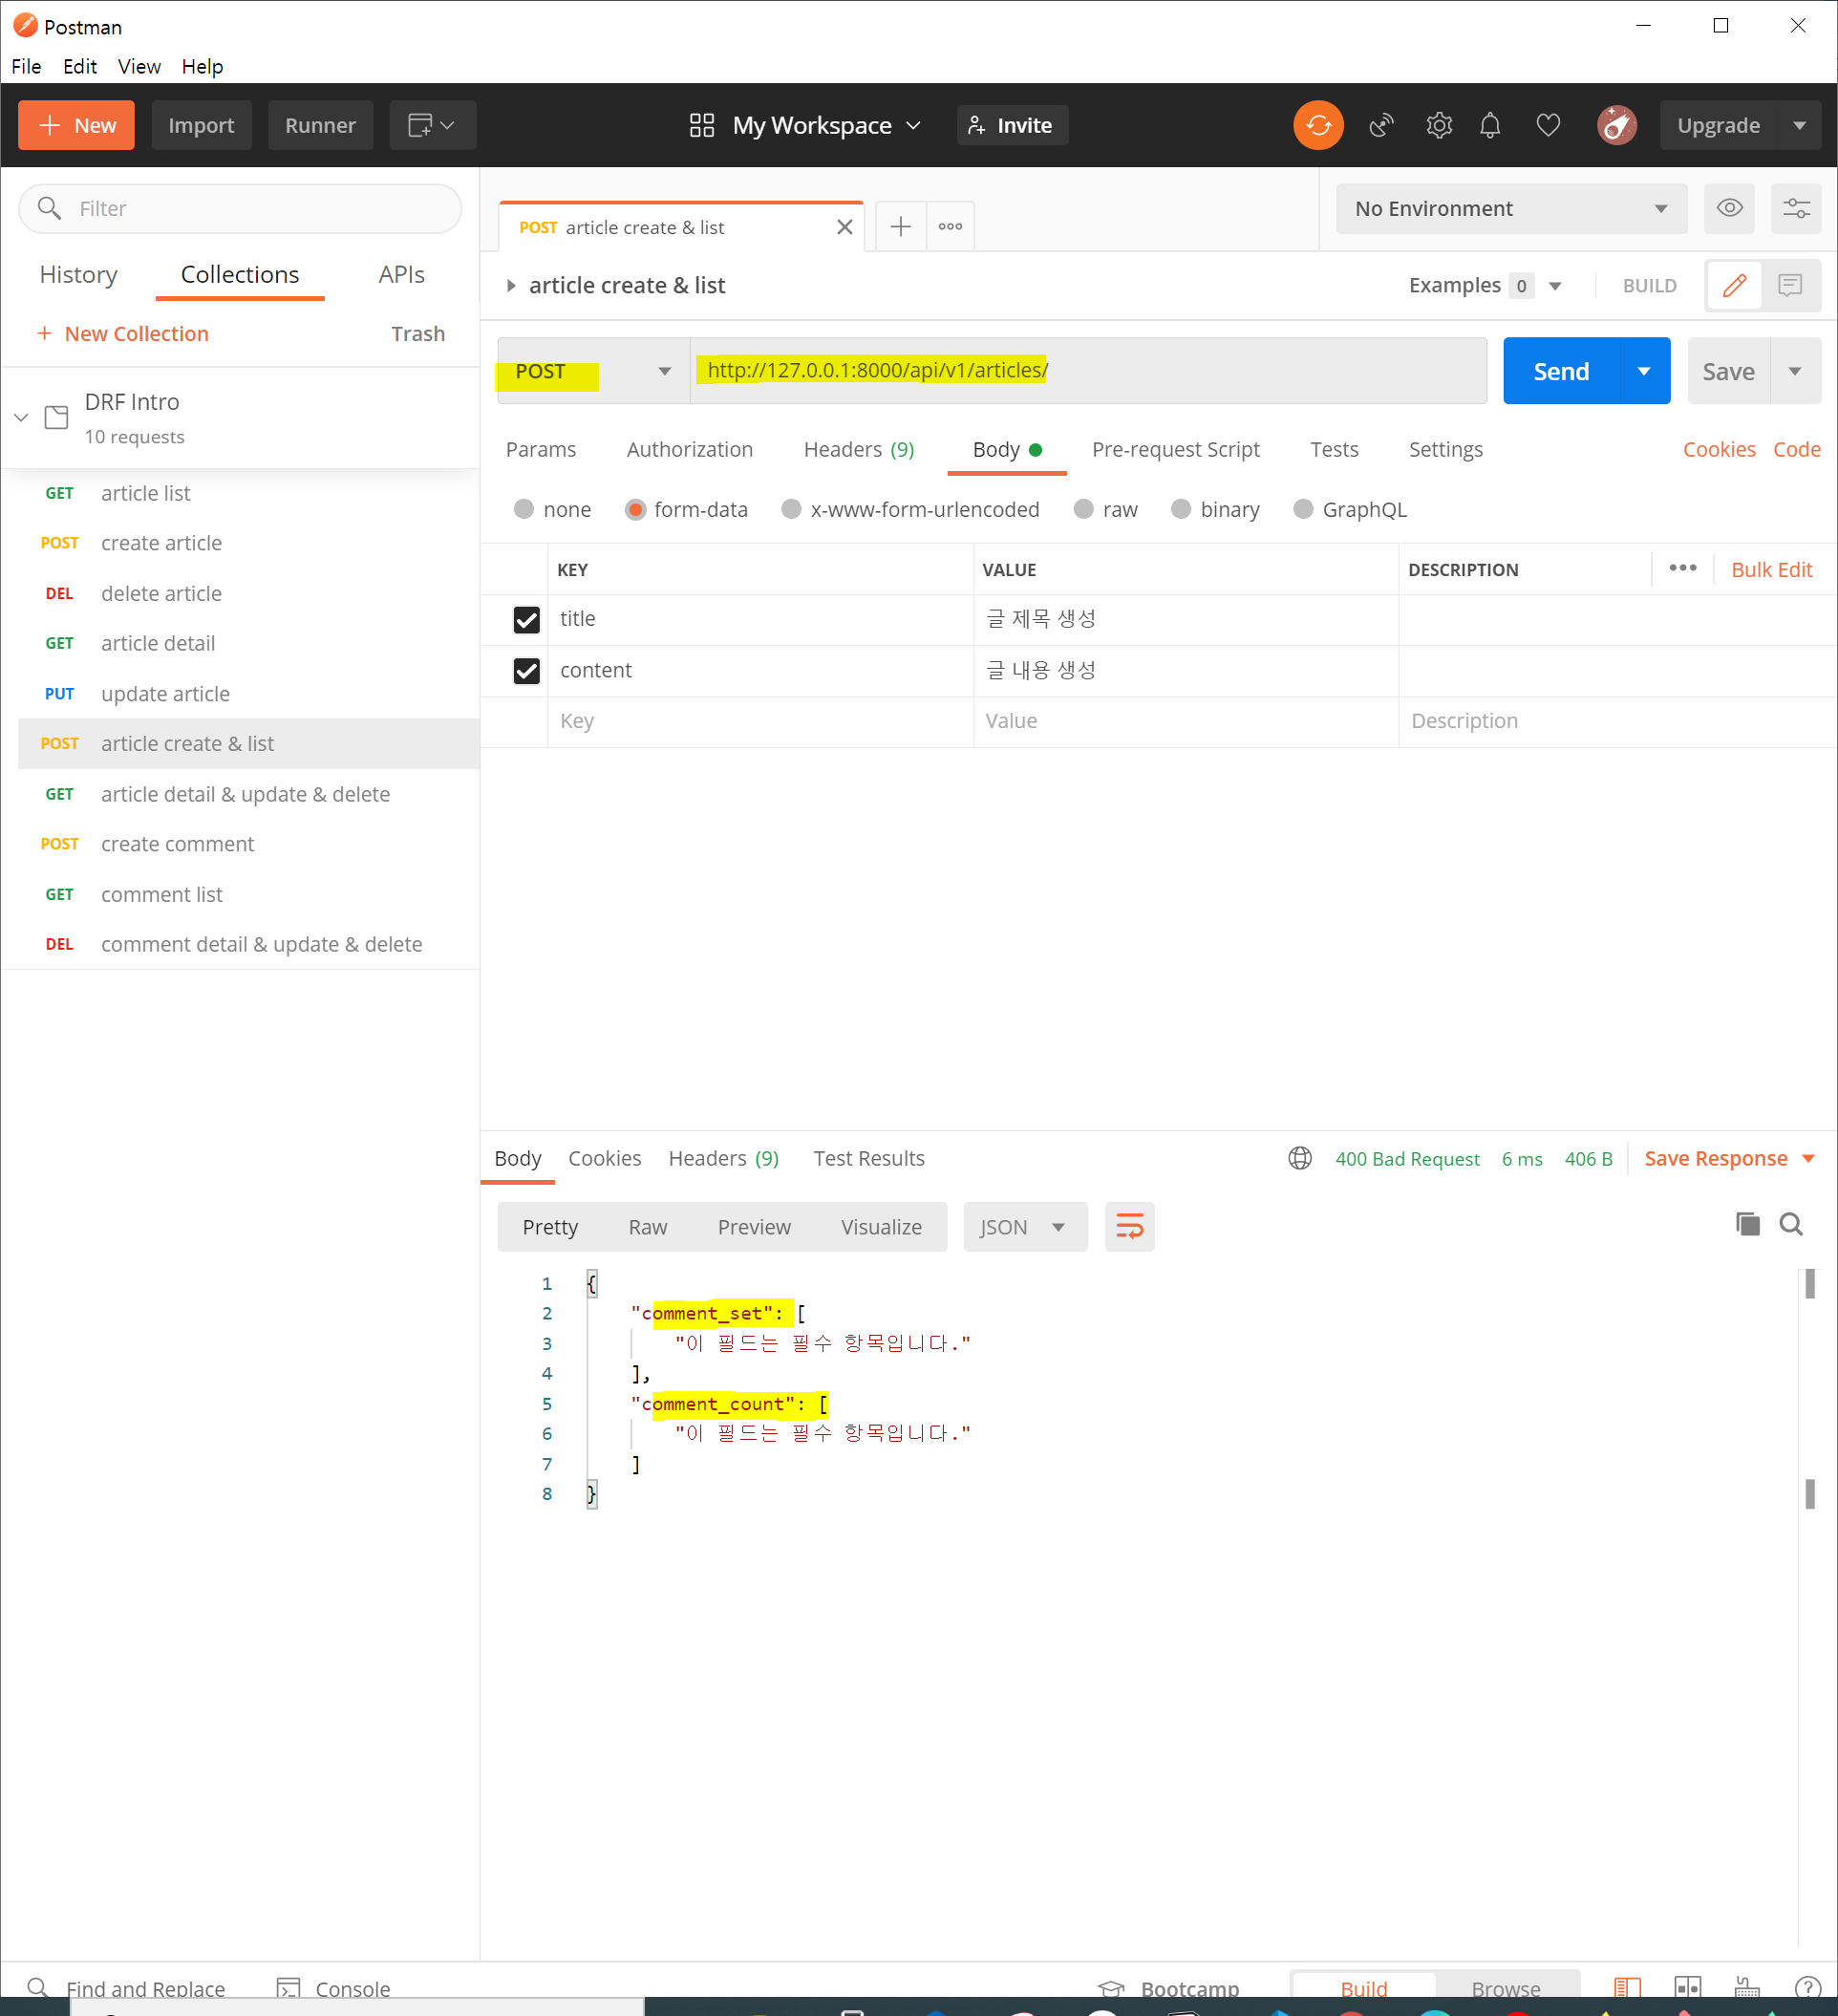 Postman
File Edit View Help
New Import Runner My Workspace Invite Upgrade
Filter
History Collections APIs
New Collection Trash
DRF Intro
10 requests
GET article list
POST create article
DEL delete article
GET article detail
PUT update article
POST article create & list
GET article detail & update & delete
POST create comment
GET comment list
DEL comment detail & update & delete
POST article create & list
No Environment
article create & list
Examples 0 BUILD
POST http://127.0.0.1:8000/api/v1/articles/ Send Save
Params Authorization Headers (9) Body Pre-request Script Tests Settings Cookies Code
none form-data x-www-form-urlencoded raw binary GraphQL
KEY VALUE DESCRIPTION Bulk Edit
title 글 제목 생성
content 글 내용 생성
Key Value Description
Body Cookies Headers (9) Test Results 400 Bad Request 6 ms 406 B Save Response
Pretty Raw Preview Visualize JSON
1 {
2 "comment_set": [
3 "이 필드는 필수 항목입니다."
4 ],
5 "comment_count": [
6 "이 필드는 필수 항목입니다."
7 ]
8 }
Find and Replace Console Bootcamp Build Browse